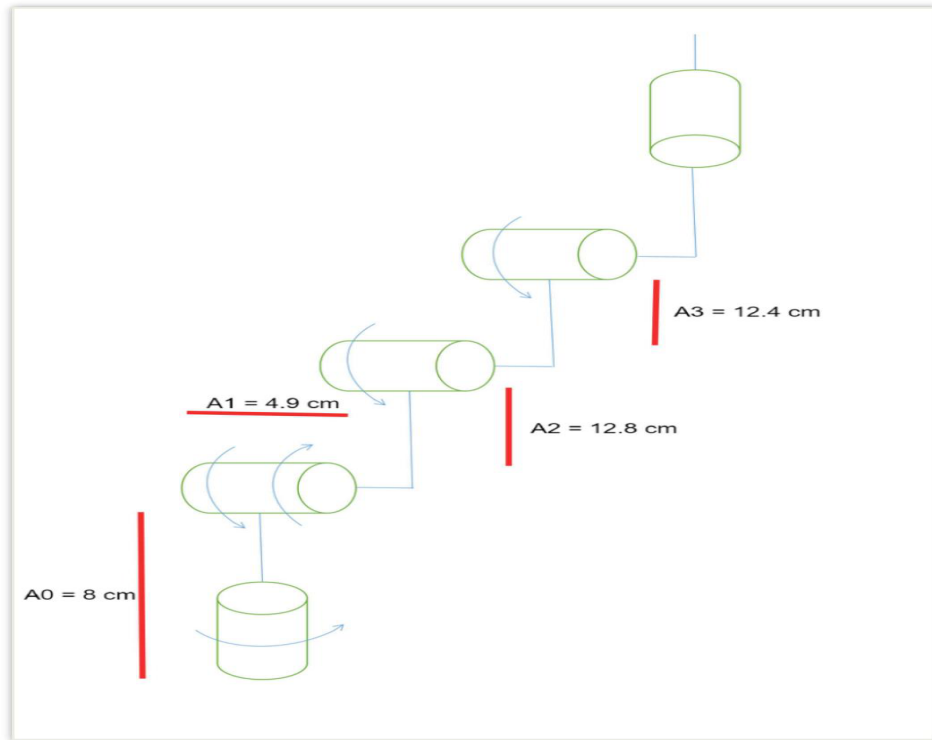 A3 = 12.4 cm
A1 = 4.9 cm
A2 = 12.8 cm
A0 = 8 cm